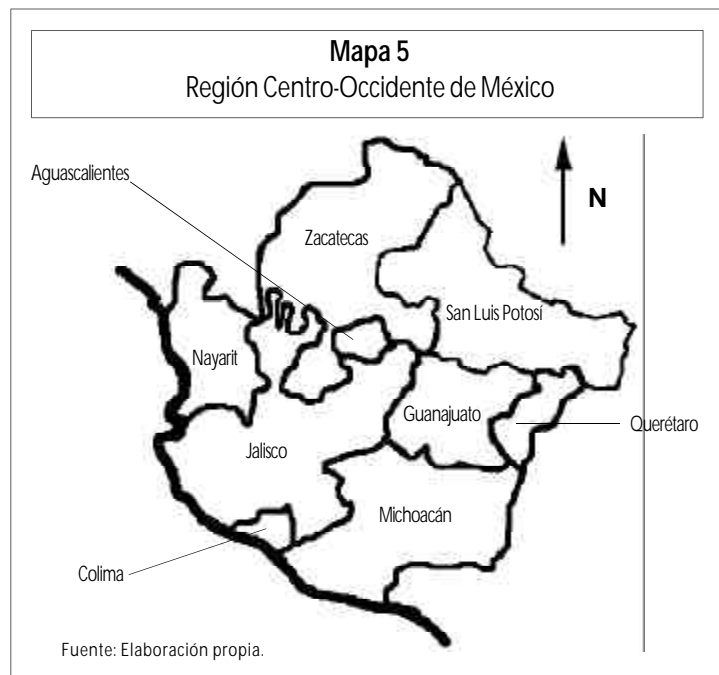 Mapa 5
Región Centro-Occidente de México
Aguascalientes
N
Zacatecas
San Luis Potosí
Nayarit
Guanajuato
Querétaro
Jalisco
Michoacán
Colima
Fuente: Elaboración propia.